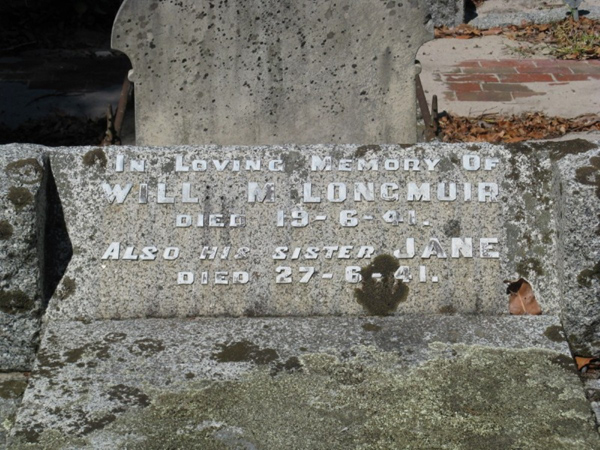 IN LOVING MEMORY OF
WILL M LONGMUIR
DIED 19-6-41.
ALSO HIS SISTER JANE
DIED 27-6-41.